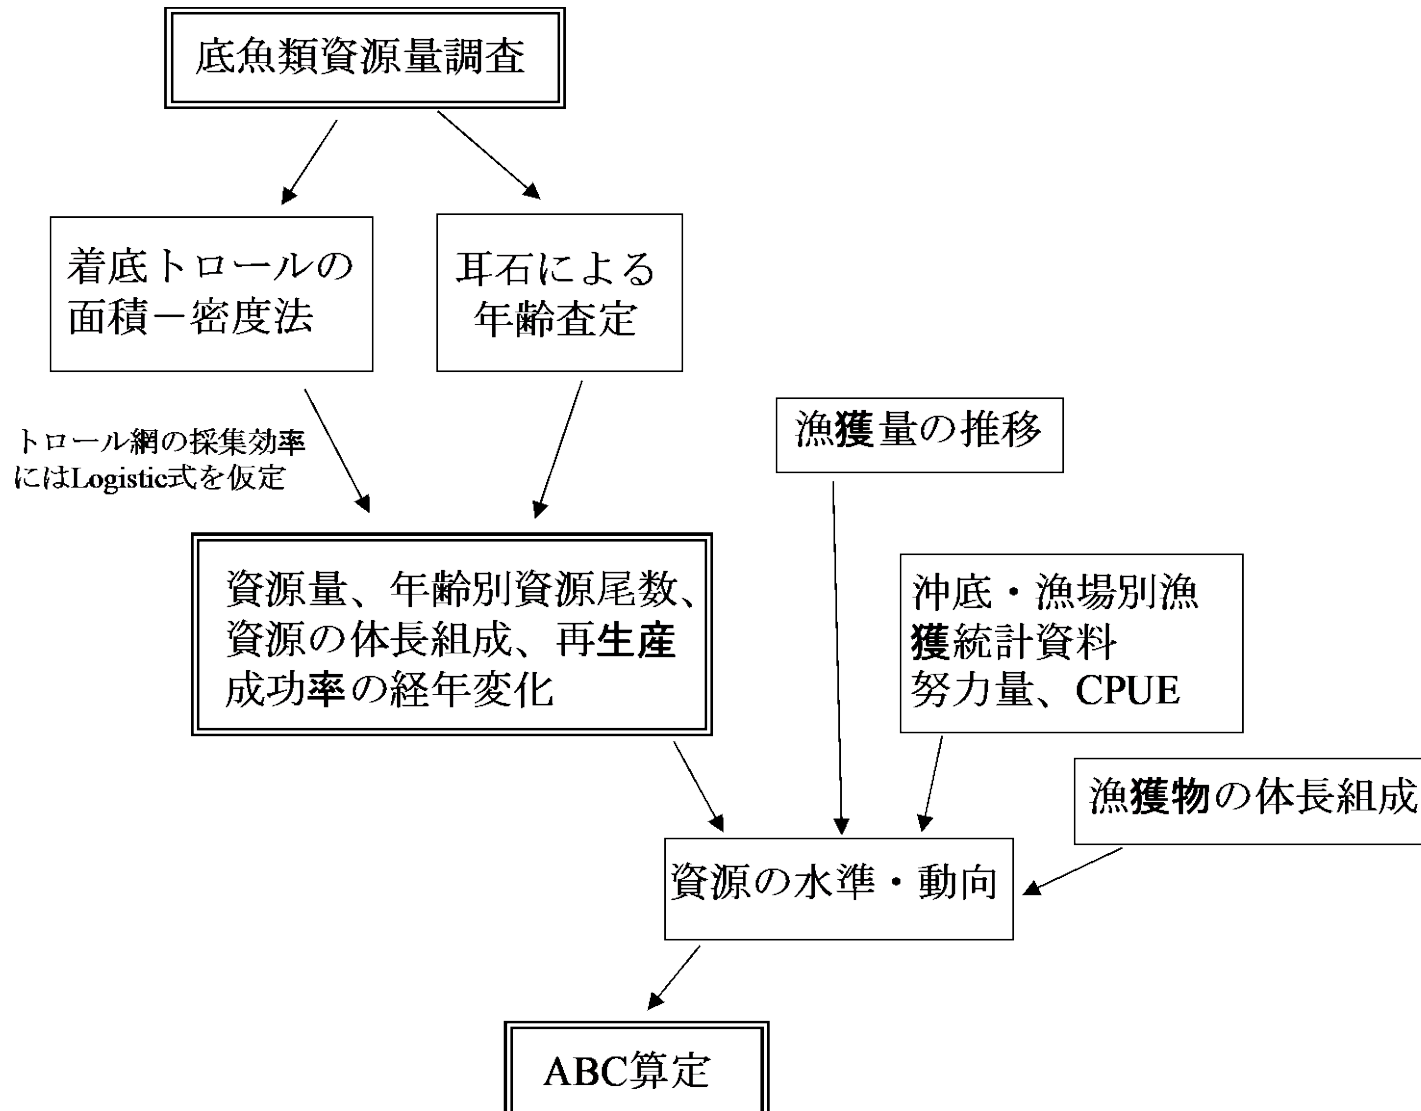 底魚類資源量調査
着底トロールの
面積－密度法
耳石による
年齢査定
トロール網の採集効率
にはLogistic式を仮定
漁獲量の推移
資源量、年齢別資源尾数、
資源の体長組成、再生産
成功率の経年変化
沖底・漁場別漁
獲統計資料
努力量、CPUE
漁獲物の体長組成
資源の水準・動向
ABC算定